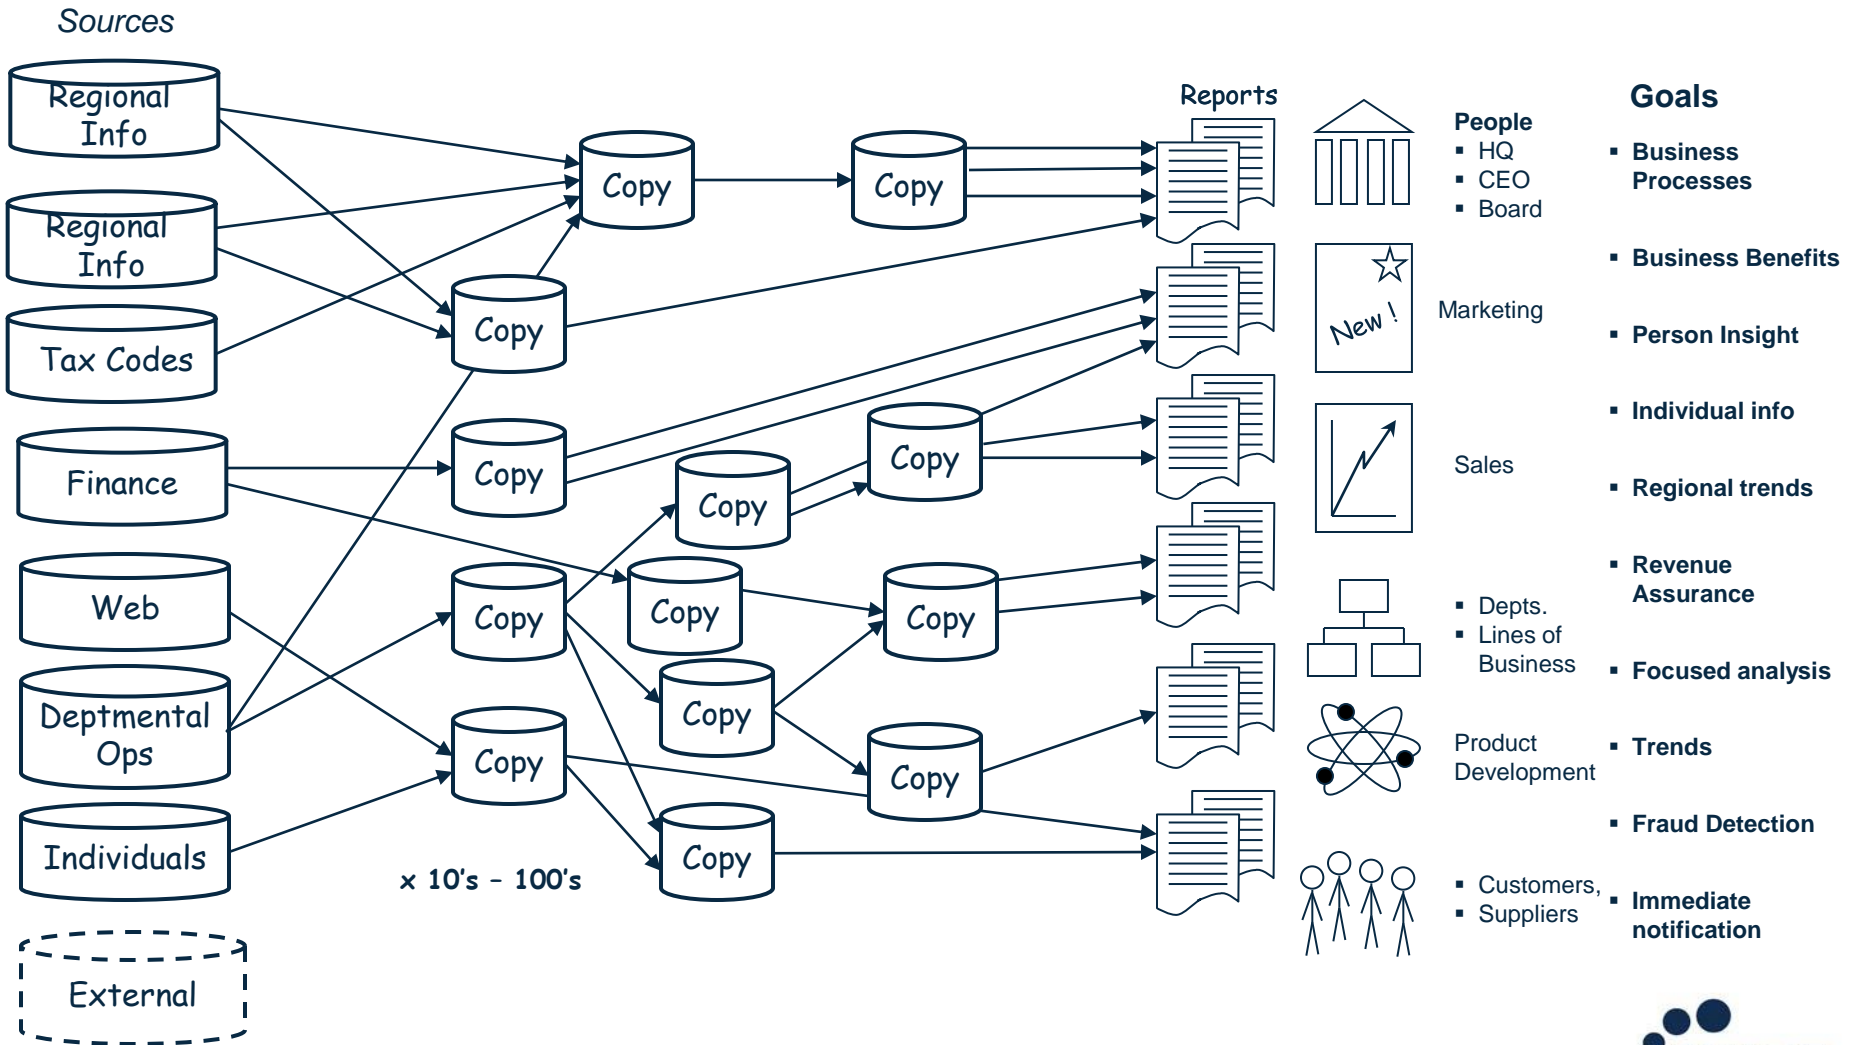 Sources
Regional
Info
Regional
Info
Tax Codes
Finance
Web
Deptmental
Ops
Individuals
External
Copy
Copy
Copy
Copy
Copy
Copy
Copy
Copy
Copy
Copy
Copy
Copy
Copy
x 10's - 100's
Reports
New !
People
▪ HQ
▪ CEO
▪ Board
Marketing
Sales
▪ Depts.
▪ Lines of
Business
Product
Development
▪ Customers,
▪ Suppliers
Goals
▪ Business
Processes
▪ Business Benefits
▪ Person Insight
▪ Individual info
▪ Regional trends
▪ Revenue
Assurance
▪ Focused analysis
▪ Trends
▪ Fraud Detection
▪ Immediate
notification